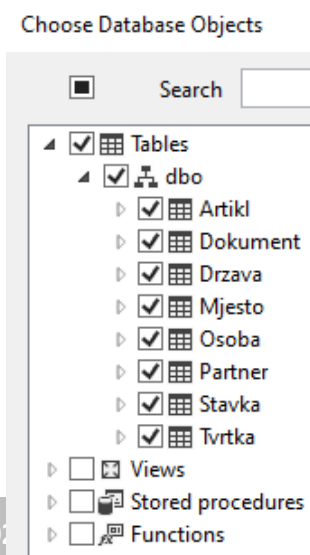 Choose Database Objects
Search
Tables
dbo
Artikl
Dokument
Drzava
Mjesto
Osoba
Partner
Stavka
Tvrtka
Views
Stored procedures
Functions